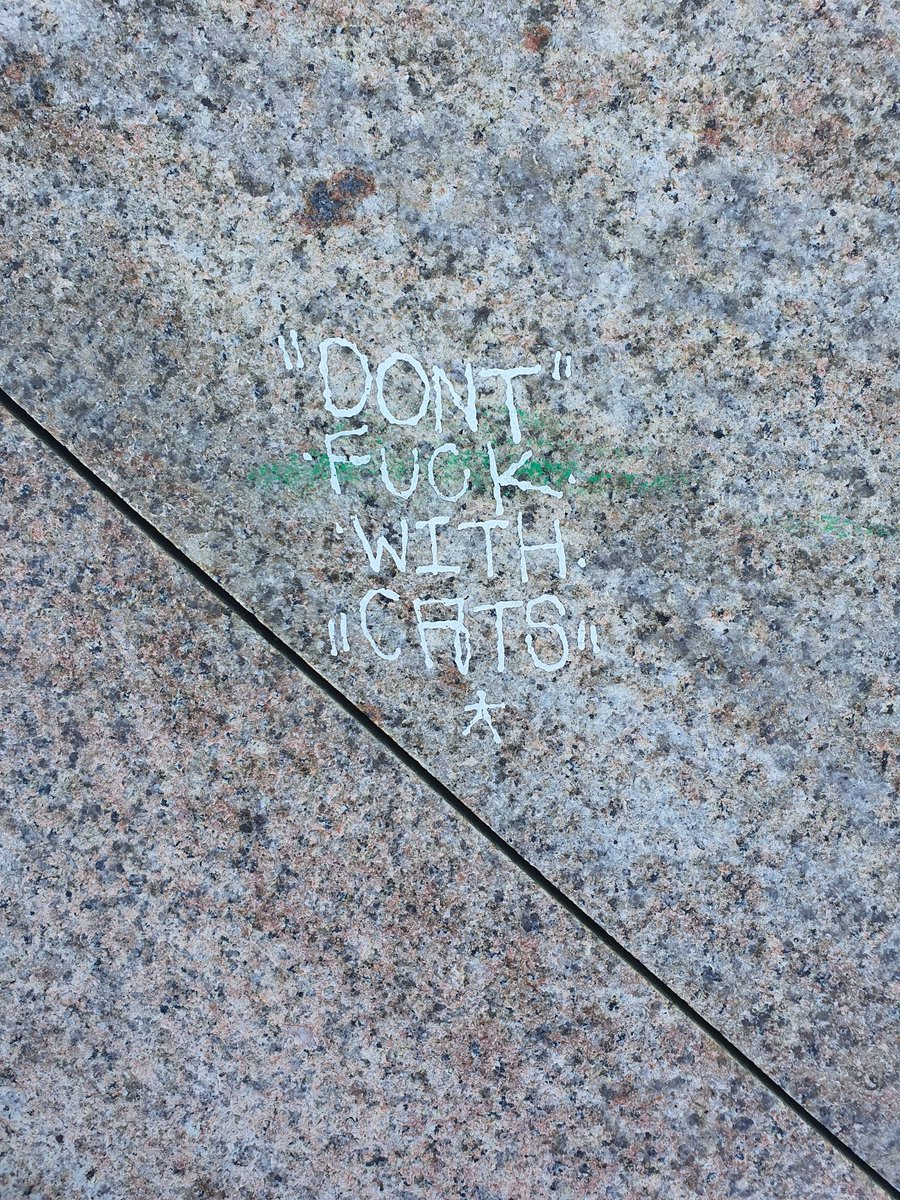 "DONT"
·FUCK·
·WITH.
"CATS"
*